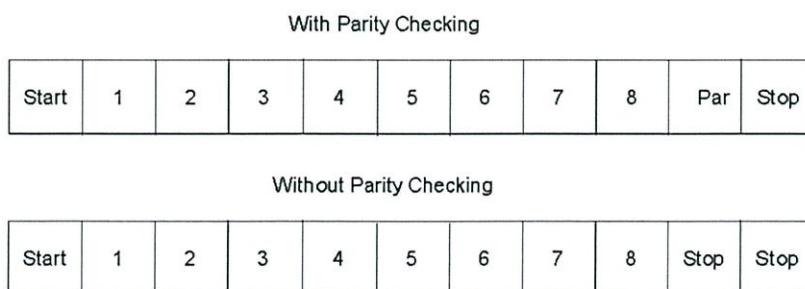 With Parity Checking
Start 1 2 3 4 5 6 7 8 Par Stop
Without Parity Checking
Start 1 2 3 4 5 6 7 8 Stop Stop